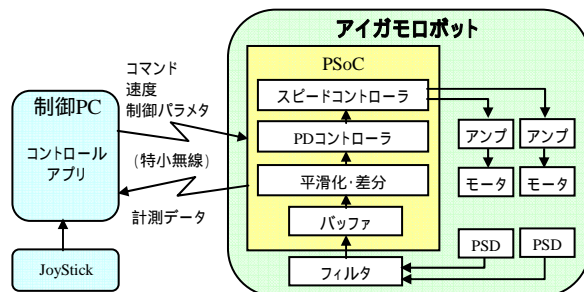 アイガモロボット
PSoC
コマンド
速度
制御パラメタ
スピードコントローラ
制御PC
コントロール
アプリ
PDコントローラ
アンプ
アンプ
(特小無線)
平滑化・差分
モータ
モータ
計測データ
バッファ
PSD
PSD
JoyStick
フィルタ